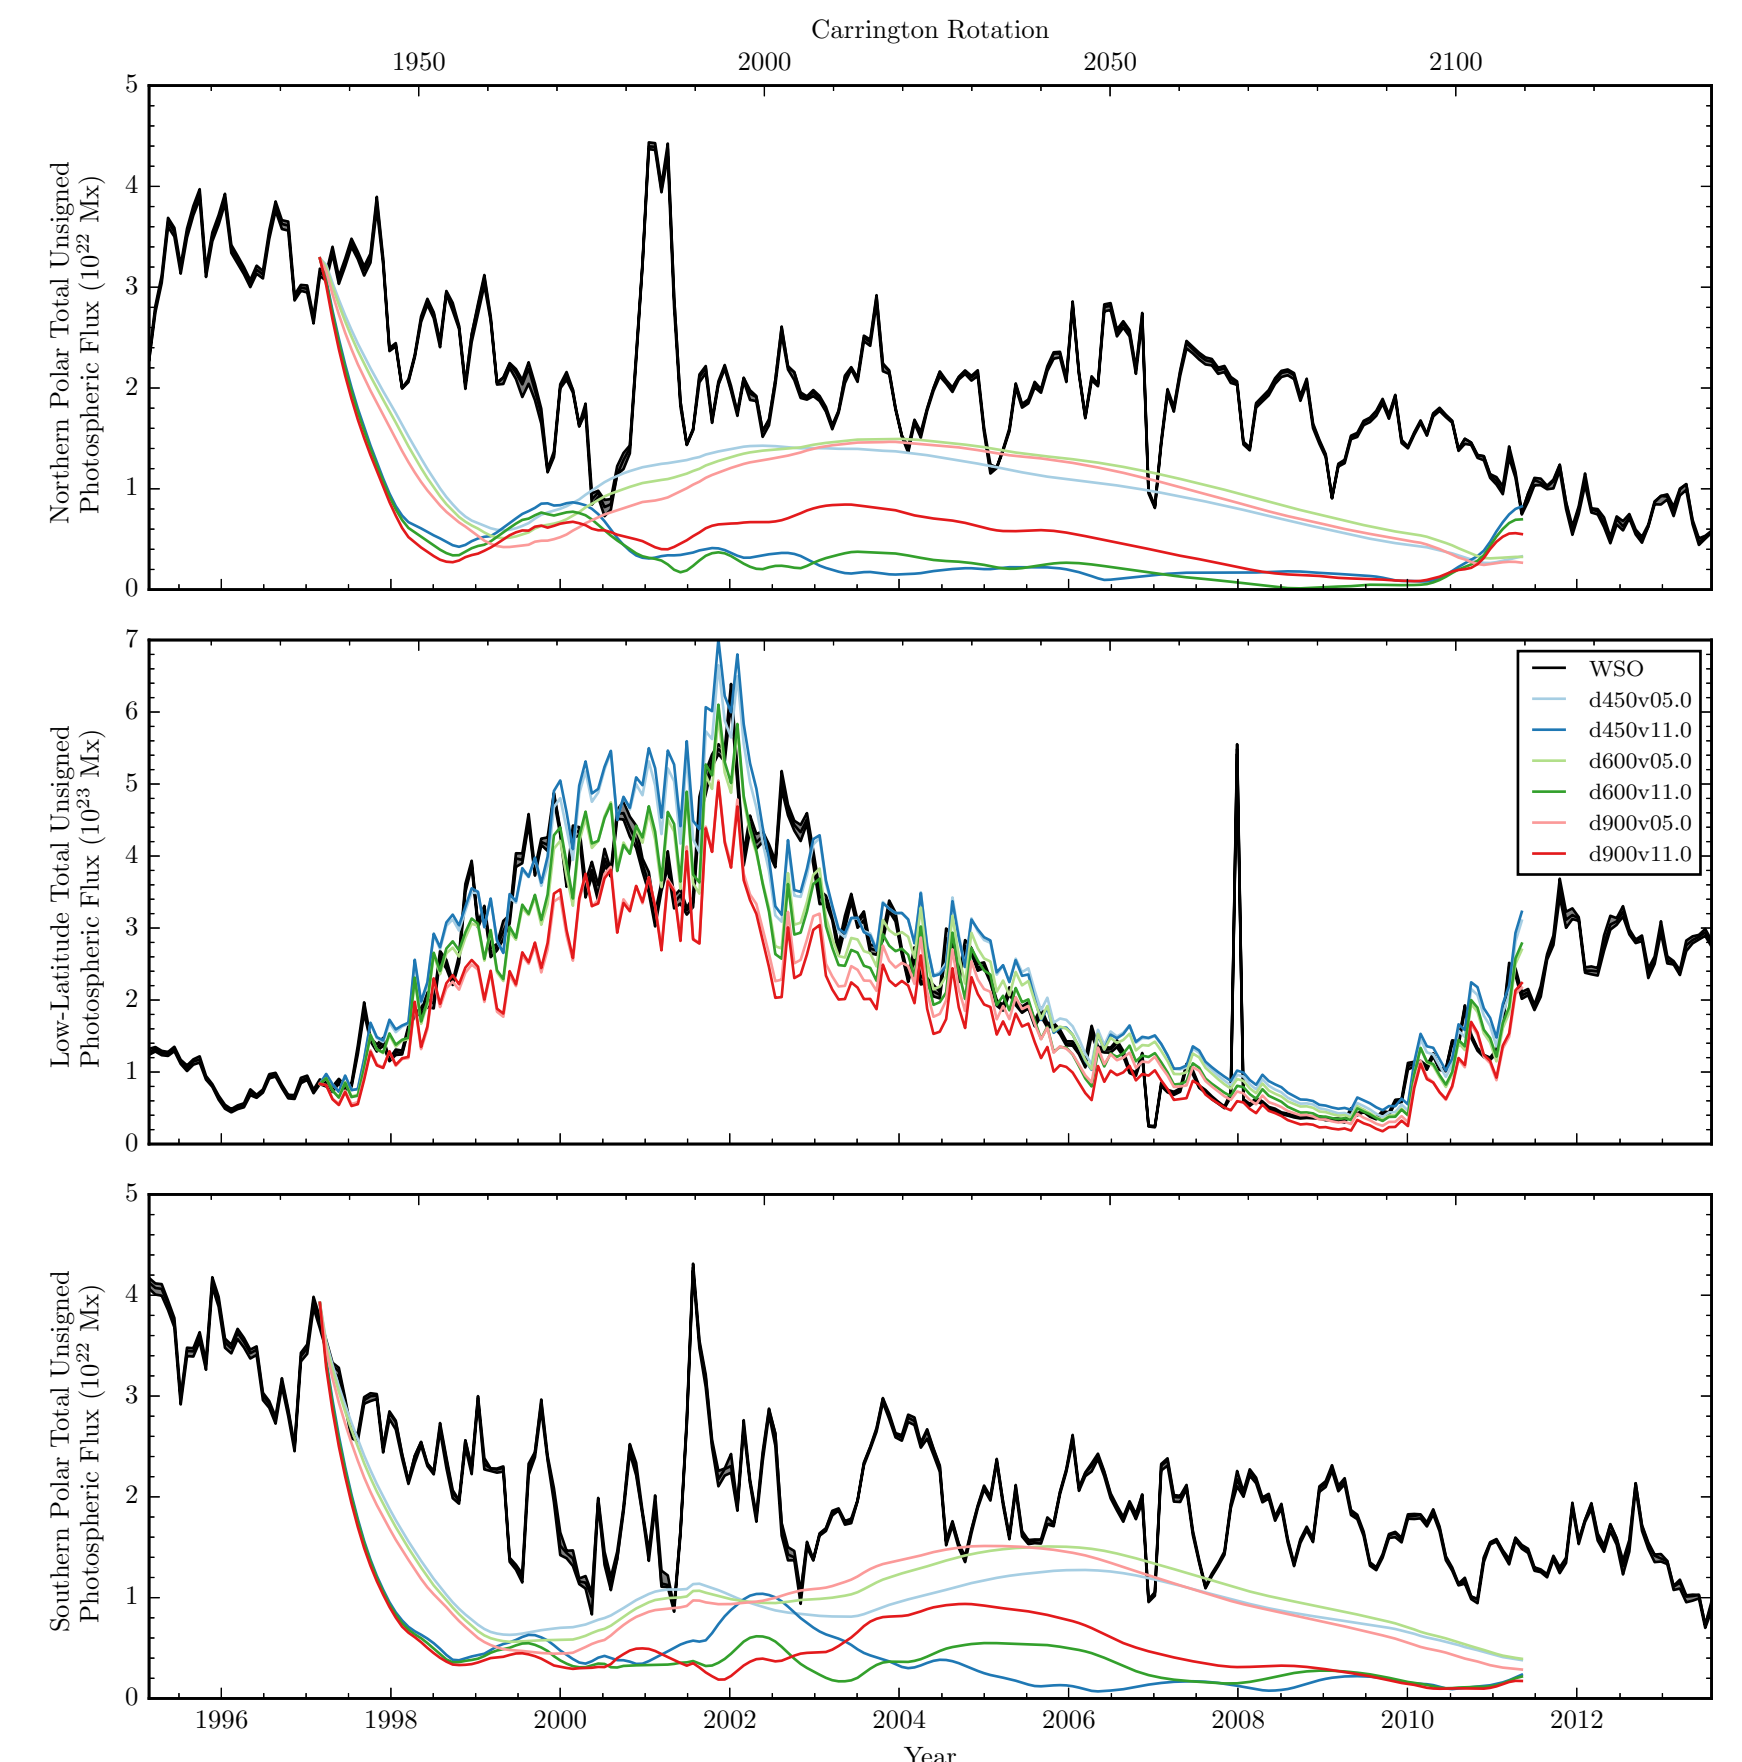 Carrington Rotation
1950 2000 2050 2100
Northern Polar Total Unsigned
Photospheric Flux (10²² Mx)
5
4
3
2
1
0
Low-Latitude Total Unsigned
Photospheric Flux (10²³ Mx)
7
6
5
4
3
2
1
0
WSO
d450v05.0
d450v11.0
d600v05.0
d600v11.0
d900v05.0
d900v11.0
Southern Polar Total Unsigned
Photospheric Flux (10²² Mx)
5
4
3
2
1
0
1996 1998 2000 2002 2004 2006 2008 2010 2012
Year